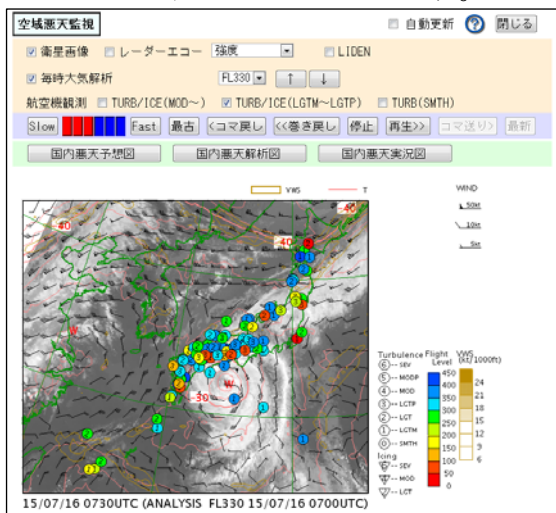 空域悪天監視 自動更新 ? 閉じる
衛星画像 レーダーエコー 強度 LIDEN
毎時大気解析 FL330 ↑ ↓
航空機観測 TURB/ICE(MOD～) TURB/ICE(LGTM～LGTP) TURB(SMTH)
Slow Fast 最古 <コマ戻し <<巻き戻し 停止 再生>> コマ送り> 最新
国内悪天予想図 国内悪天解析図 国内悪天実況図
VWS T WIND
50kt
10kt
5kt
-40
-40
-40
W
W
-30
Turbulence Flight Level VWS (kt/1000ft)
6 -- SEV
5 -- MODP
4 -- MOD
3 -- LGTP
2 -- LGT
1 -- LGTM
0 -- SMTH
Icing
6 -- SEV
4 -- MOD
2 -- LGT
450
400
350
300
250
200
150
100
50
0
24
21
18
15
12
9
6
15/07/16 0730UTC (ANALYSIS FL330 15/07/16 0700UTC)